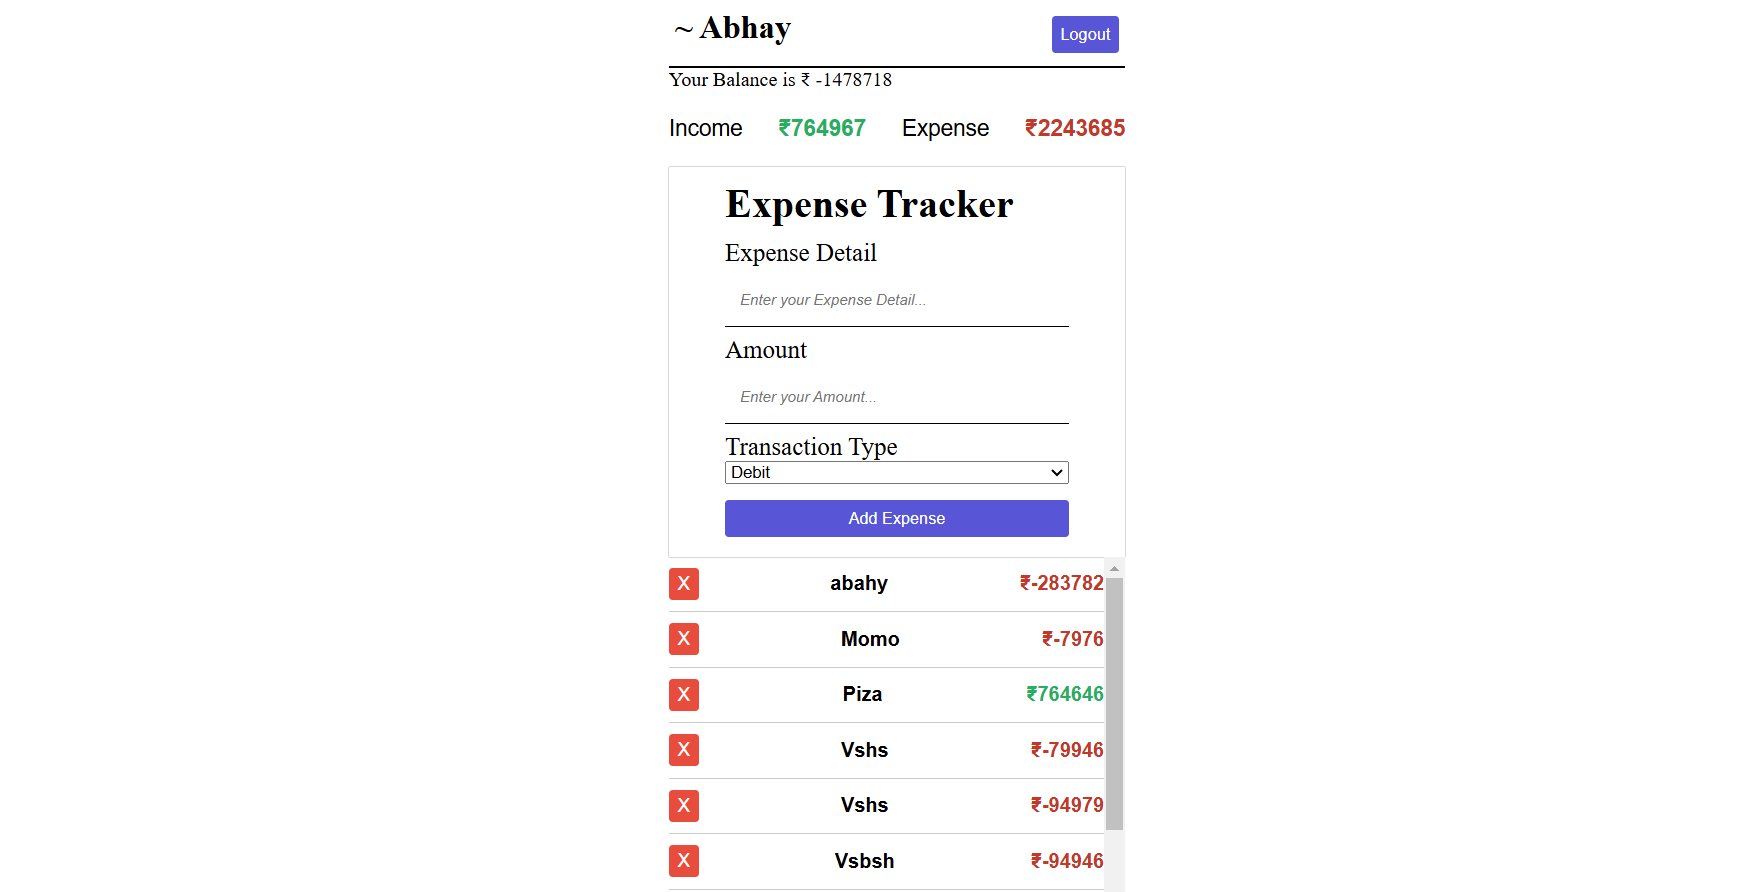 ~ Abhay
Logout
Your Balance is ₹ -1478718
Income ₹764967 Expense ₹2243685
Expense Tracker
Expense Detail
Enter your Expense Detail...
Amount
Enter your Amount...
Transaction Type
Debit
Add Expense
X abahy ₹-283782
X Momo ₹-7976
X Piza ₹764646
X Vshs ₹-79946
X Vshs ₹-94979
X Vsbsh ₹-94946